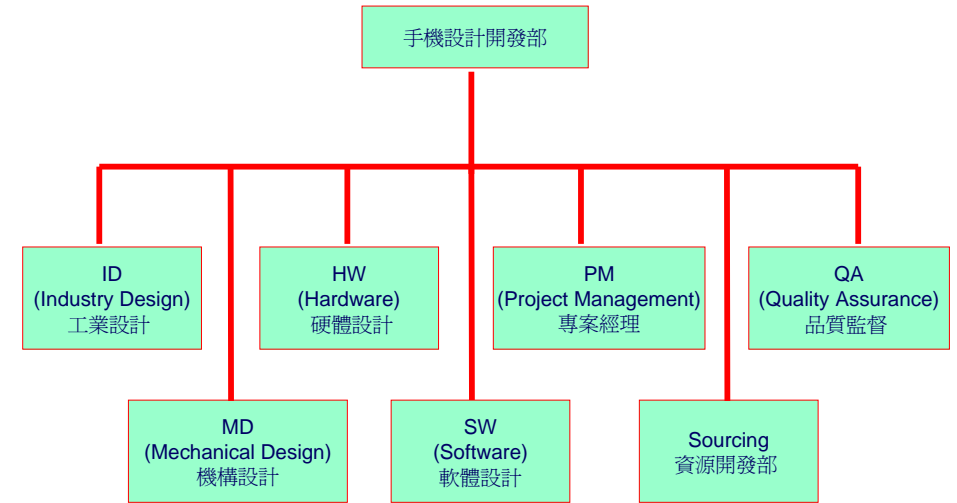 手機設計開發部
ID
(Industry Design)
工業設計
HW
(Hardware)
硬體設計
PM
(Project Management)
專案經理
QA
(Quality Assurance)
品質監督
MD
(Mechanical Design)
機構設計
SW
(Software)
軟體設計
Sourcing
資源開發部